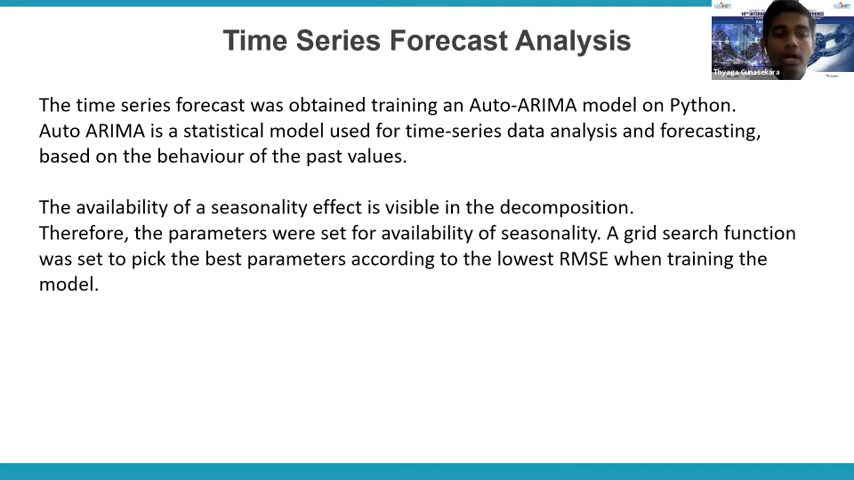 Time Series Forecast Analysis
Thyaga Gunasekara
The time series forecast was obtained training an Auto-ARIMA model on Python.
Auto ARIMA is a statistical model used for time-series data analysis and forecasting,
based on the behaviour of the past values.
The availability of a seasonality effect is visible in the decomposition.
Therefore, the parameters were set for availability of seasonality. A grid search function
was set to pick the best parameters according to the lowest RMSE when training the
model.